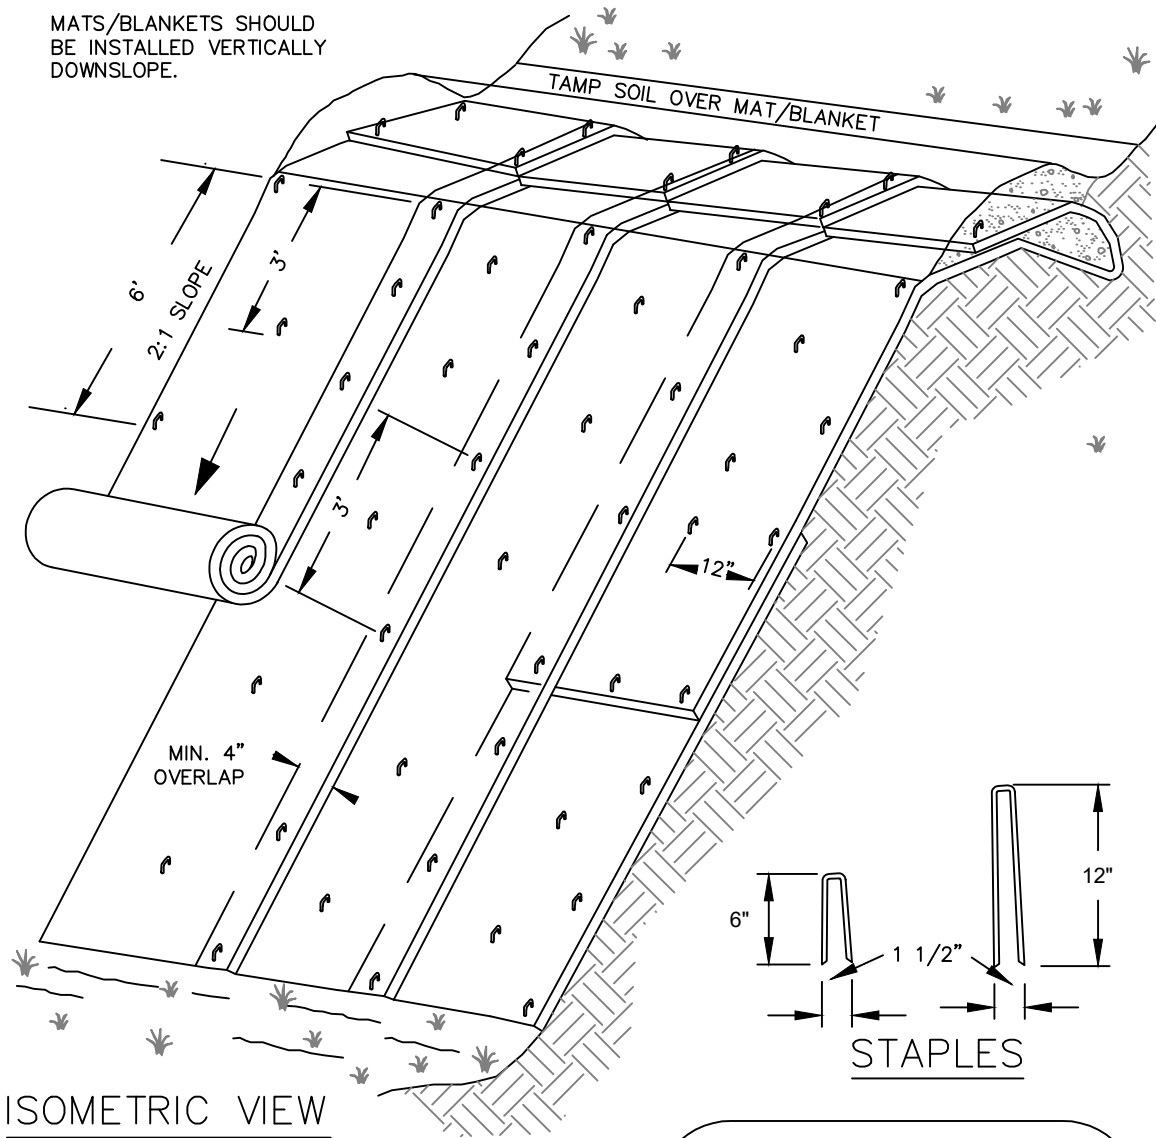 MATS/BLANKETS SHOULD
BE INSTALLED VERTICALLY
DOWNSLOPE.
TAMP SOIL OVER MAT/BLANKET
6'
2:1 SLOPE
3'
3'
12"
MIN. 4"
OVERLAP
6"
1 1/2"
12"
STAPLES
ISOMETRIC VIEW